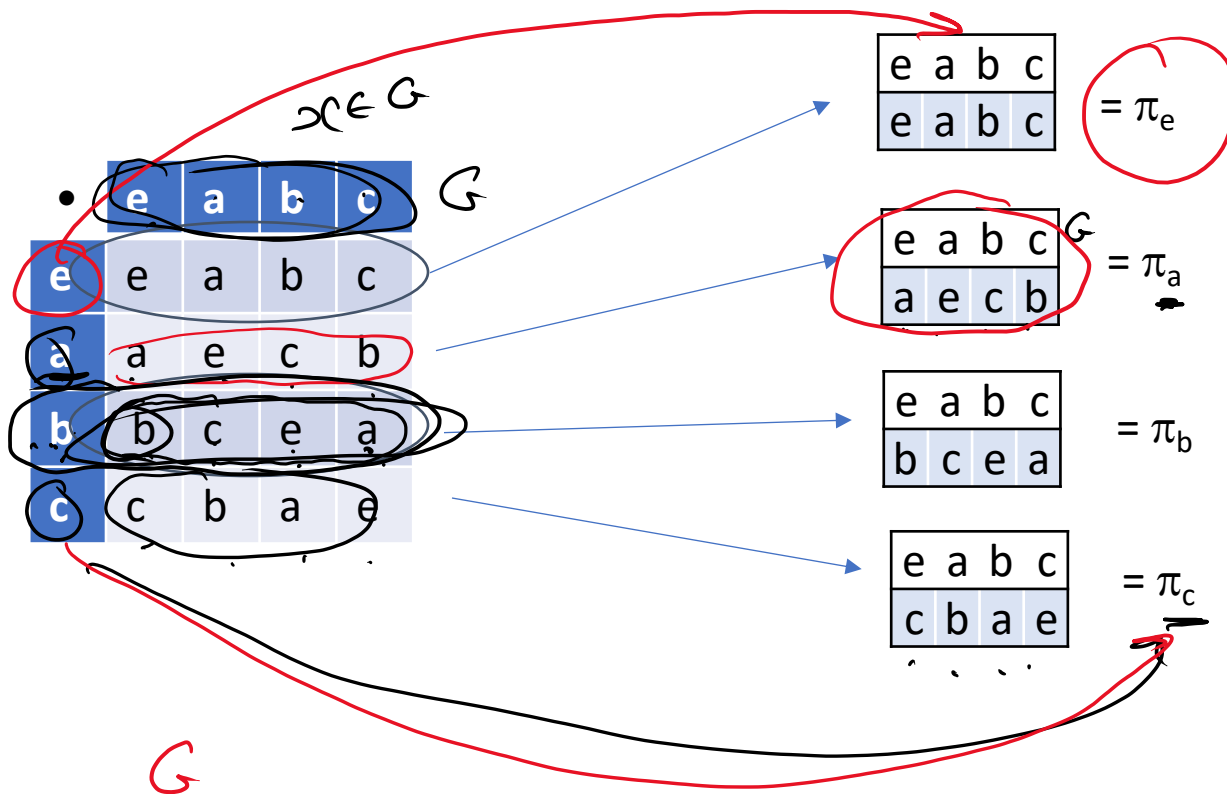 x ∈ G
• e a b c G
e e a b c
a a e c b
b b c e a
c c b a e
e a b c
e a b c
= πe
e a b c G
a e c b
= πa
e a b c
b c e a
= πb
e a b c
c b a e
= πc
G